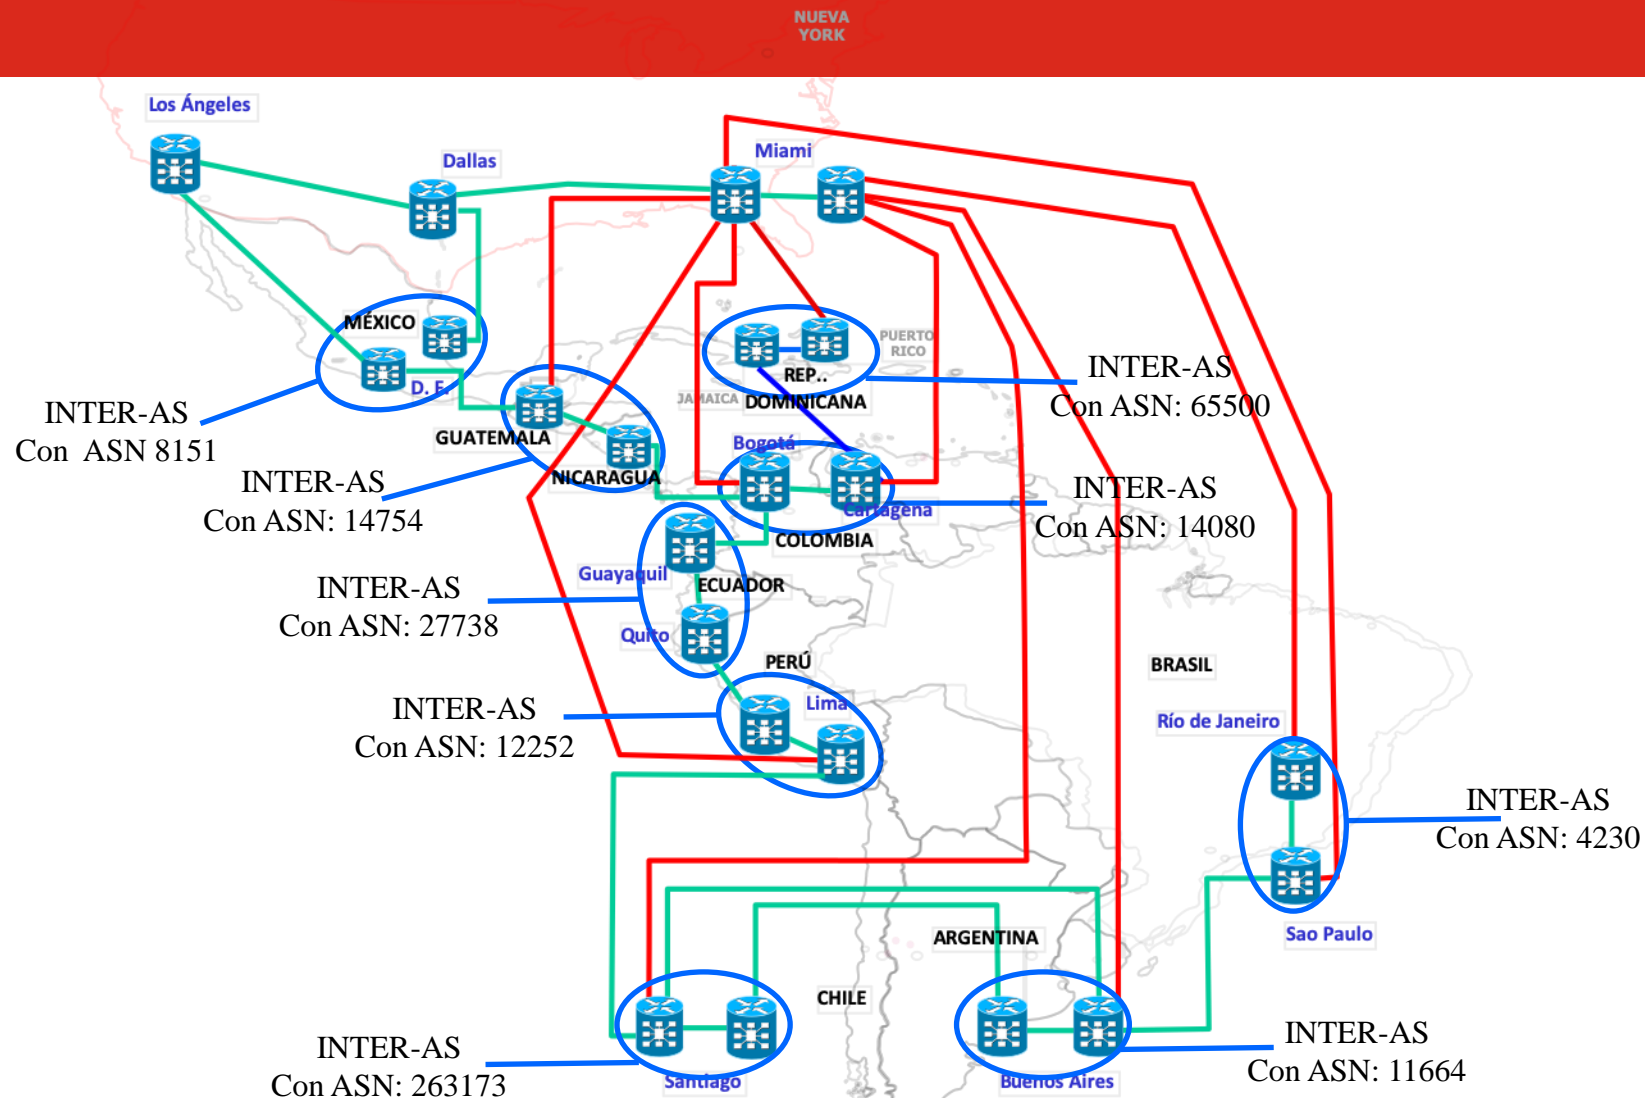 NUEVA
YORK
Los Ángeles
Dallas
Miami
MÉXICO
D. F.
PUERTO
RICO
REP..
DOMINICANA
JAMAICA
INTER-AS
Con ASN: 65500
INTER-AS
Con  ASN 8151
GUATEMALA
NICARAGUA
Bogotá
Cartagena
COLOMBIA
INTER-AS
Con ASN: 14754
INTER-AS
Con ASN: 14080
Guayaquil
ECUADOR
Quito
INTER-AS
Con ASN: 27738
PERÚ
Lima
BRASIL
INTER-AS
Con ASN: 12252
Río de Janeiro
INTER-AS
Con ASN: 4230
Sao Paulo
ARGENTINA
CHILE
INTER-AS
Con ASN: 263173
Santiago
Buenos Aires
INTER-AS
Con ASN: 11664